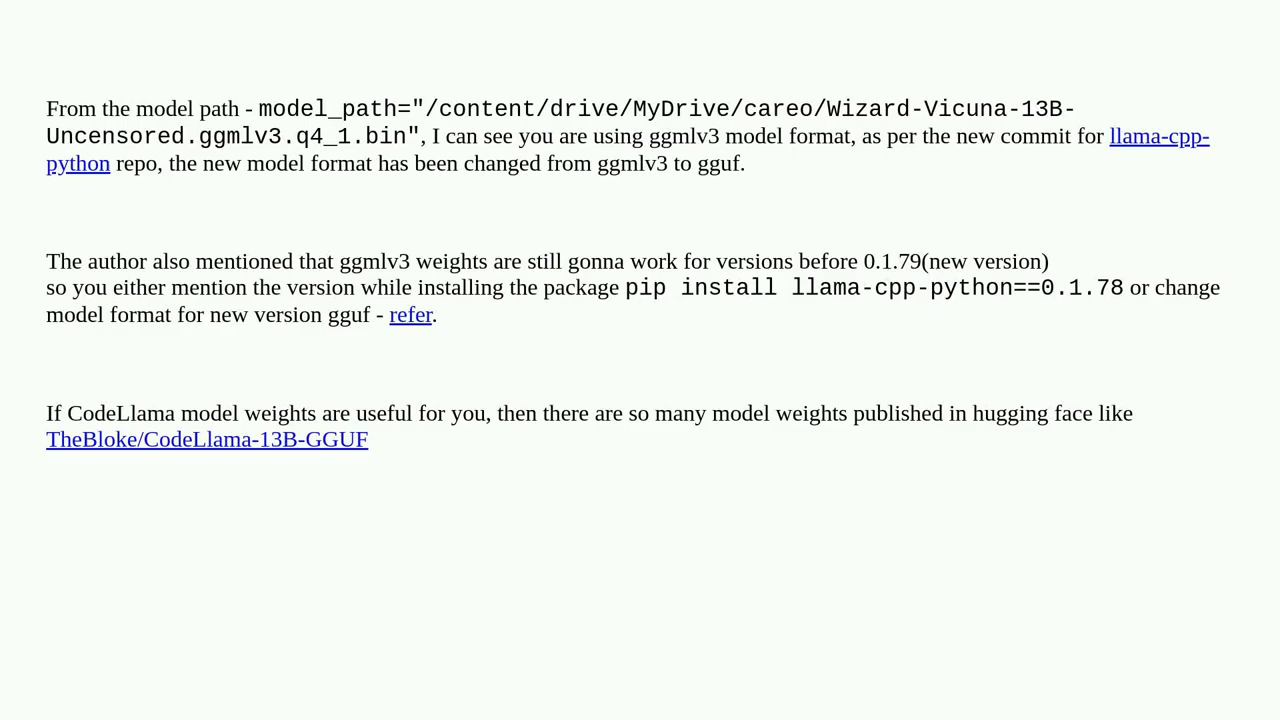 From the model path - model_path="/content/drive/MyDrive/careo/Wizard-Vicuna-13B-
Uncensored.ggmlv3.q4_1.bin", I can see you are using ggmlv3 model format, as per the new commit for llama-cpp-
python repo, the new model format has been changed from ggmlv3 to gguf.
The author also mentioned that ggmlv3 weights are still gonna work for versions before 0.1.79(new version)
so you either mention the version while installing the package pip install llama-cpp-python==0.1.78 or change
model format for new version gguf - refer.
If CodeLlama model weights are useful for you, then there are so many model weights published in hugging face like
TheBloke/CodeLlama-13B-GGUF